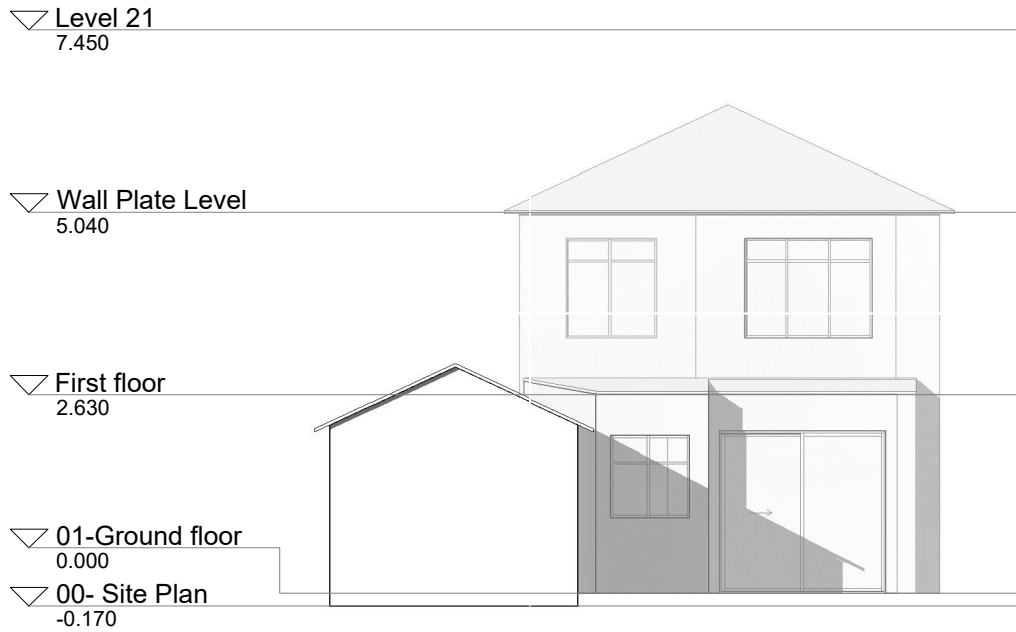 Level 21
7.450
Wall Plate Level
5.040
First floor
2.630
01-Ground floor
0.000
00- Site Plan
-0.170